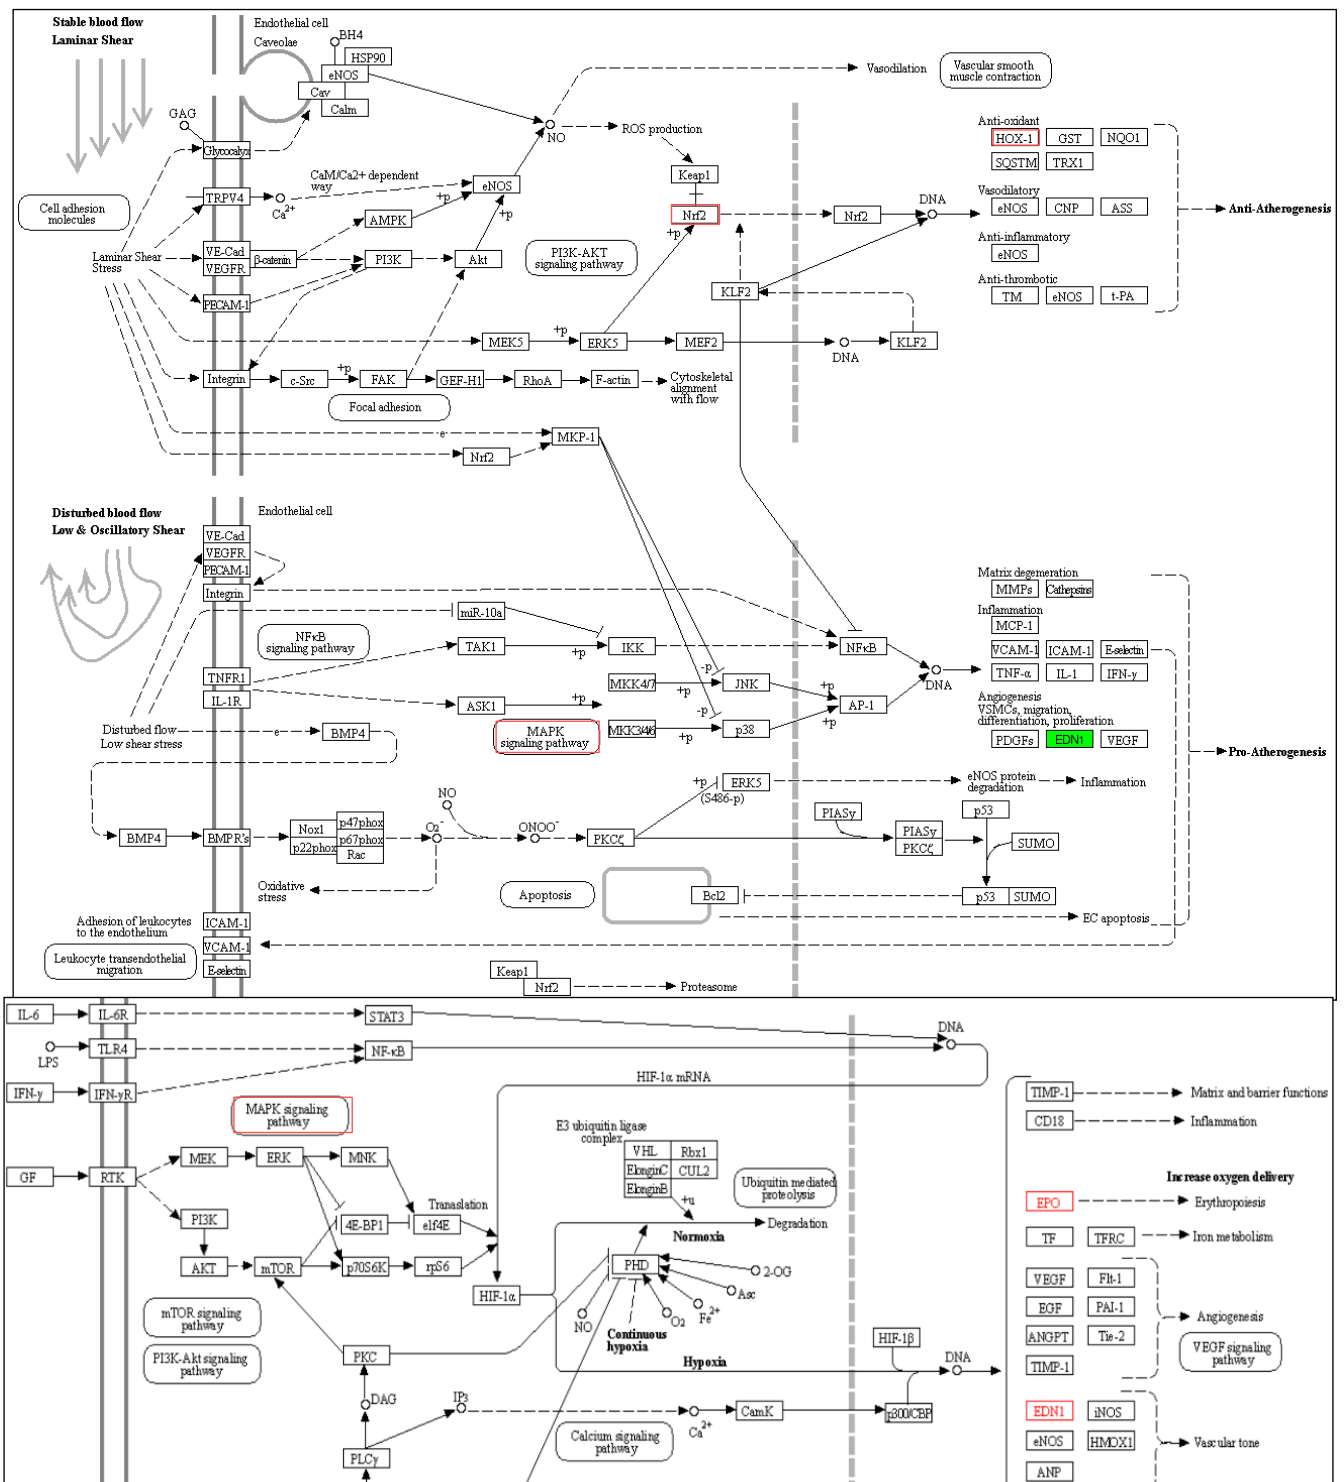 Stable blood flow
Laminar Shear
Endothelial cell
Caveolae
BH4
HSP90
eNOS
Cav
Calm
GAG
Glycocalyx
NO
ROS production
Vasodilation
Vascular smooth
muscle contraction
Anti-oxidant
HOX-1
GST
NQO1
SQSTM
TRX1
Keap1
Cell adhesion
molecules
TRPV4
Ca2+
CaM/Ca2+ dependent
way
eNOS
+p
+p
AMPK
Nrf2
+p
Nrf2
DNA
Vasodilatory
eNOS
CNP
ASS
Anti-Atherogenesis
Anti-inflammatory
eNOS
Anti-thrombotic
TM
eNOS
t-PA
Laminar Shear
Stress
VE-Cad
VEGFR
β-catenin
PI3K
Akt
PI3K-AKT
signaling pathway
PECAM-1
KLF2
MEK5
+p
ERK5
MEF2
DNA
KLF2
Integrin
c-Src
+p
FAK
GEF-H1
RhoA
F-actin
Cytoskeletal
alignment
with flow
Focal adhesion
e
MKP-1
Nrf2
Disturbed blood flow
Low & Oscillatory Shear
Endothelial cell
VE-Cad
VEGFR
PECAM-1
Integrin
miR-10a
NFκB
signaling pathway
TAK1
+p
IKK
NFκB
TNFR1
IL-1R
MKK4/7
+p
-p
JNK
+p
ASK1
+p
AP-1
DNA
MAPK
signaling pathway
MKK3/4/6
+p
-p
p38
+p
Matrix degeneration
MMPs
Cathepsins
Inflammation
MCP-1
VCAM-1
ICAM-1
E-selectin
TNF-α
IL-1
IFN-γ
Angiogenesis
VSMCs, migration,
differentiation, proliferation
PDGFs
EDN1
VEGF
Pro-Atherogenesis
Disturbed flow
Low shear stress
e
BMP4
+p
(S486-p)
ERK5
eNOS protein
degradation
Inflammation
BMP4
BMPR's
Nox1
p22phox
p47phox
p67phox
Rac
NO
O2-
ONOO-
PKCζ
PIASy
PIASy
PKCζ
p53
SUMO
p53
SUMO
Oxidative
stress
Apoptosis
Bcl2
EC apoptosis
Adhesion of leukocytes
to the endothelium
ICAM-1
VCAM-1
E-selectin
Leukocyte transendothelial
migration
Keap1
Nrf2
Proteasome
IL-6
IL-6R
STAT3
DNA
LPS
TLR4
NF-κB
IFN-γ
IFN-γR
HIF-1α mRNA
MAPK signaling
pathway
TIMP-1
Matrix and barrier functions
CD18
Inflammation
E3 ubiquitin ligase
complex
VHL
Rbx1
ElonginC
CUL2
ElonginB
+u
Ubiquitin mediated
proteolysis
GF
RTK
MEK
ERK
MNK
Increase oxygen delivery
EPO
Erythropoiesis
Translation
PI3K
4E-BP1
eIf4E
Normoxia
Degradation
TF
TFRC
Iron metabolism
AKT
mTOR
p70S6K
rpS6
PHD
2-OG
Asc
Fe2+
O2
NO
HIF-1α
VEGF
Flt-1
EGF
PAI-1
Angiogenesis
ANGPT
Tie-2
TIMP-1
VEGF signaling
pathway
mTOR signaling
pathway
PI3K-Akt signaling
pathway
Continuous
hypoxia
Hypoxia
HIF-1β
DNA
PKC
DAG
IP3
Ca2+
CamK
p300/CBP
EDN1
iNOS
Calcium signaling
pathway
PLCγ
eNOS
HMOX1
Vascular tone
ANP